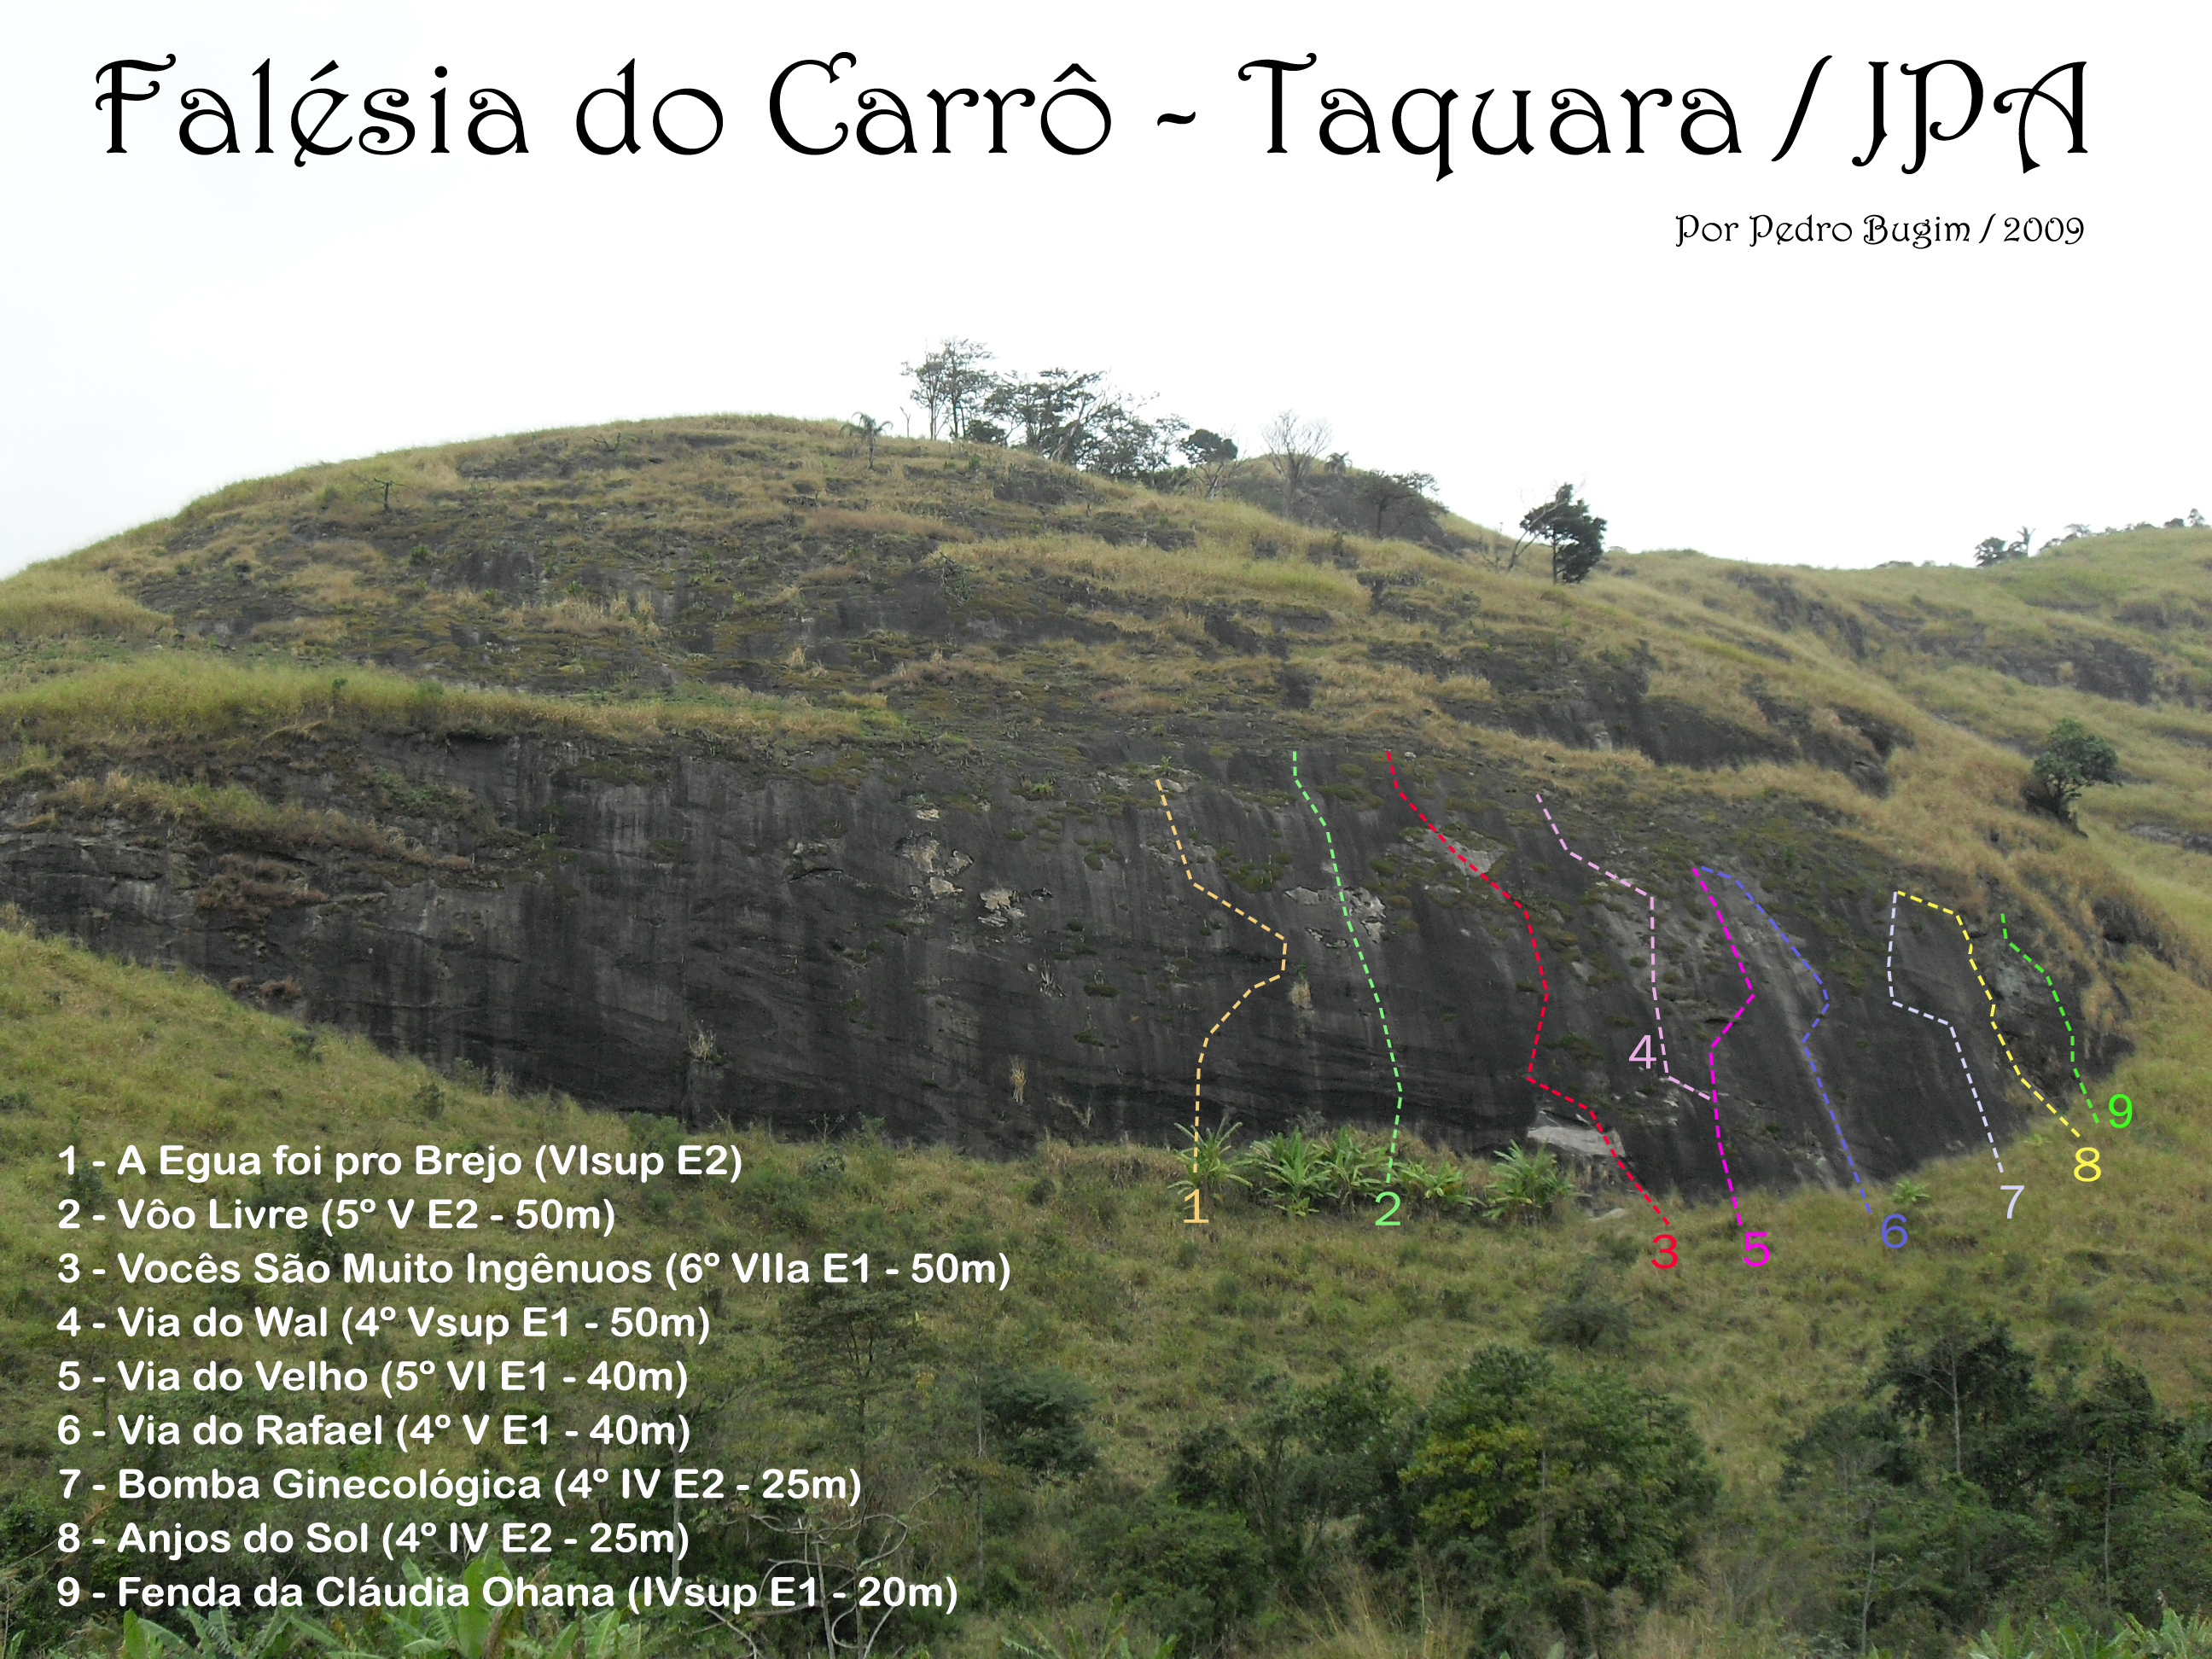 Falésia do Carrô - Taquara / JPA
Por Pedro Bugim / 2009
1 - A Egua foi pro Brejo (VIsup E2)
2 - Vôo Livre (5º V E2 - 50m)
3 - Vocês São Muito Ingênuos (6º VIIa E1 - 50m)
4 - Via do Wal (4º Vsup E1 - 50m)
5 - Via do Velho (5º VI E1 - 40m)
6 - Via do Rafael (4º V E1 - 40m)
7 - Bomba Ginecológica (4º IV E2 - 25m)
8 - Anjos do Sol (4º IV E2 - 25m)
9 - Fenda da Cláudia Ohana (IVsup E1 - 20m)
1
2
3
4
5
6
7
8
9